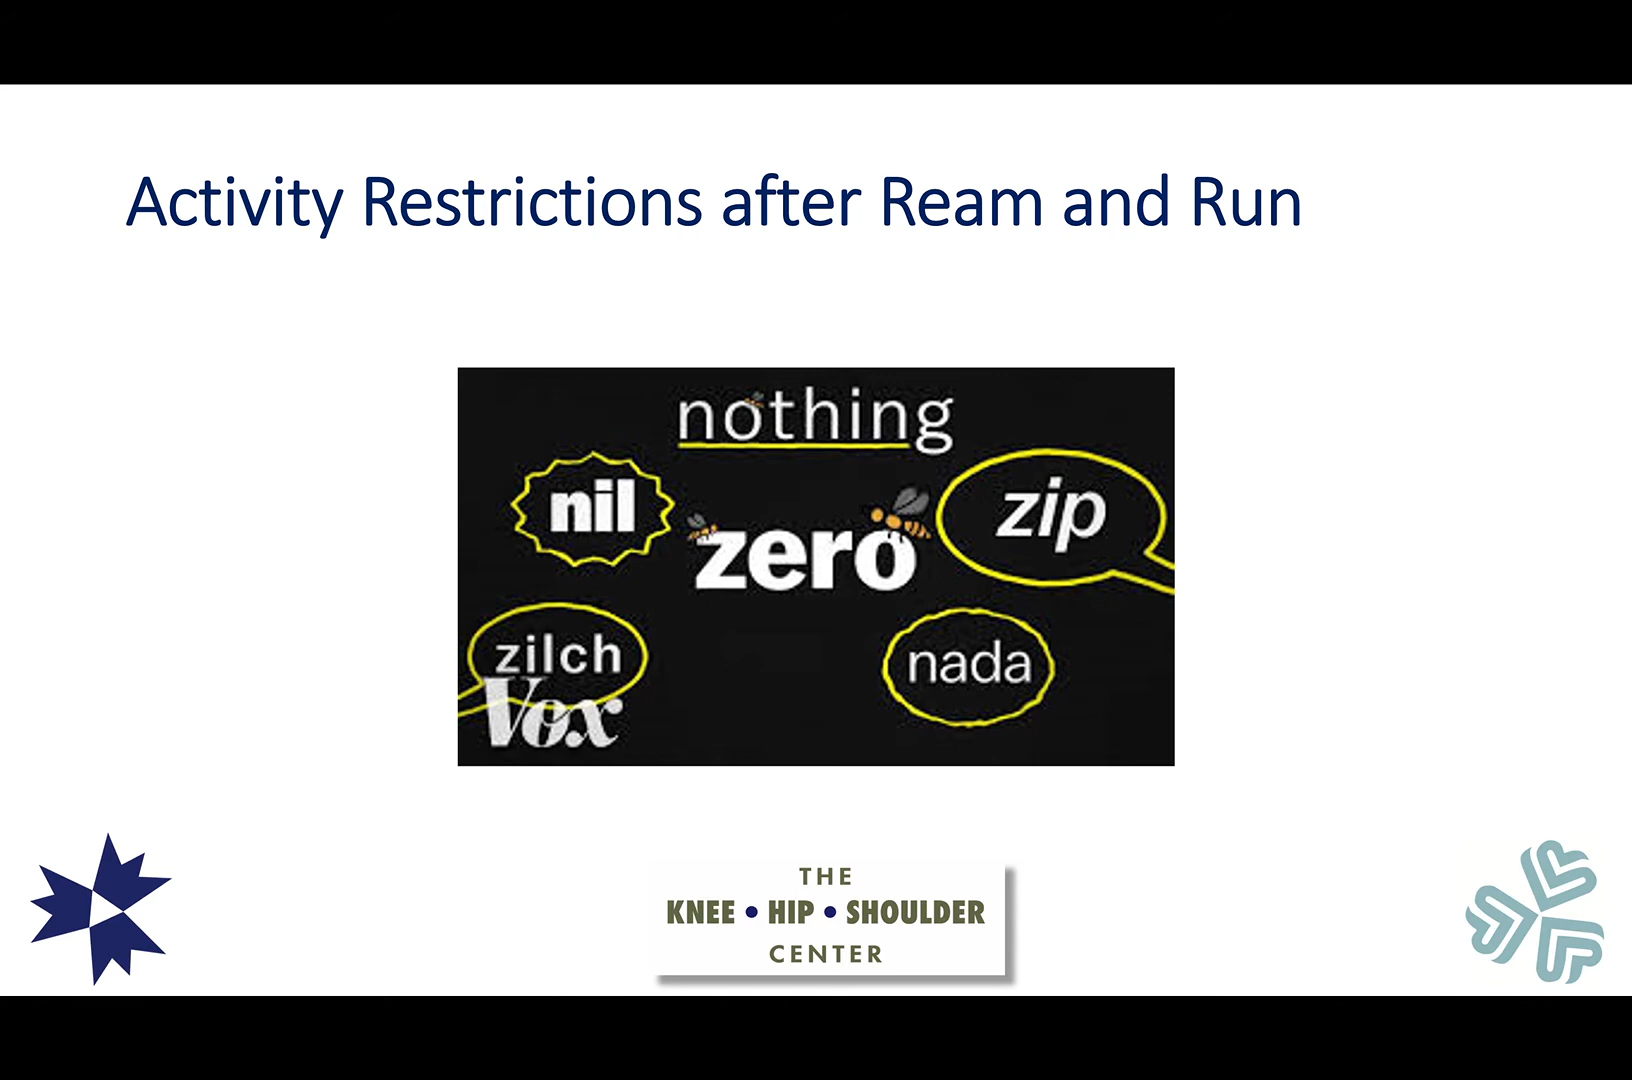 Activity Restrictions after Ream and Run
nothing
nil
zero
zip
zilch
nada
Vox
THE
KNEE • HIP • SHOULDER
CENTER